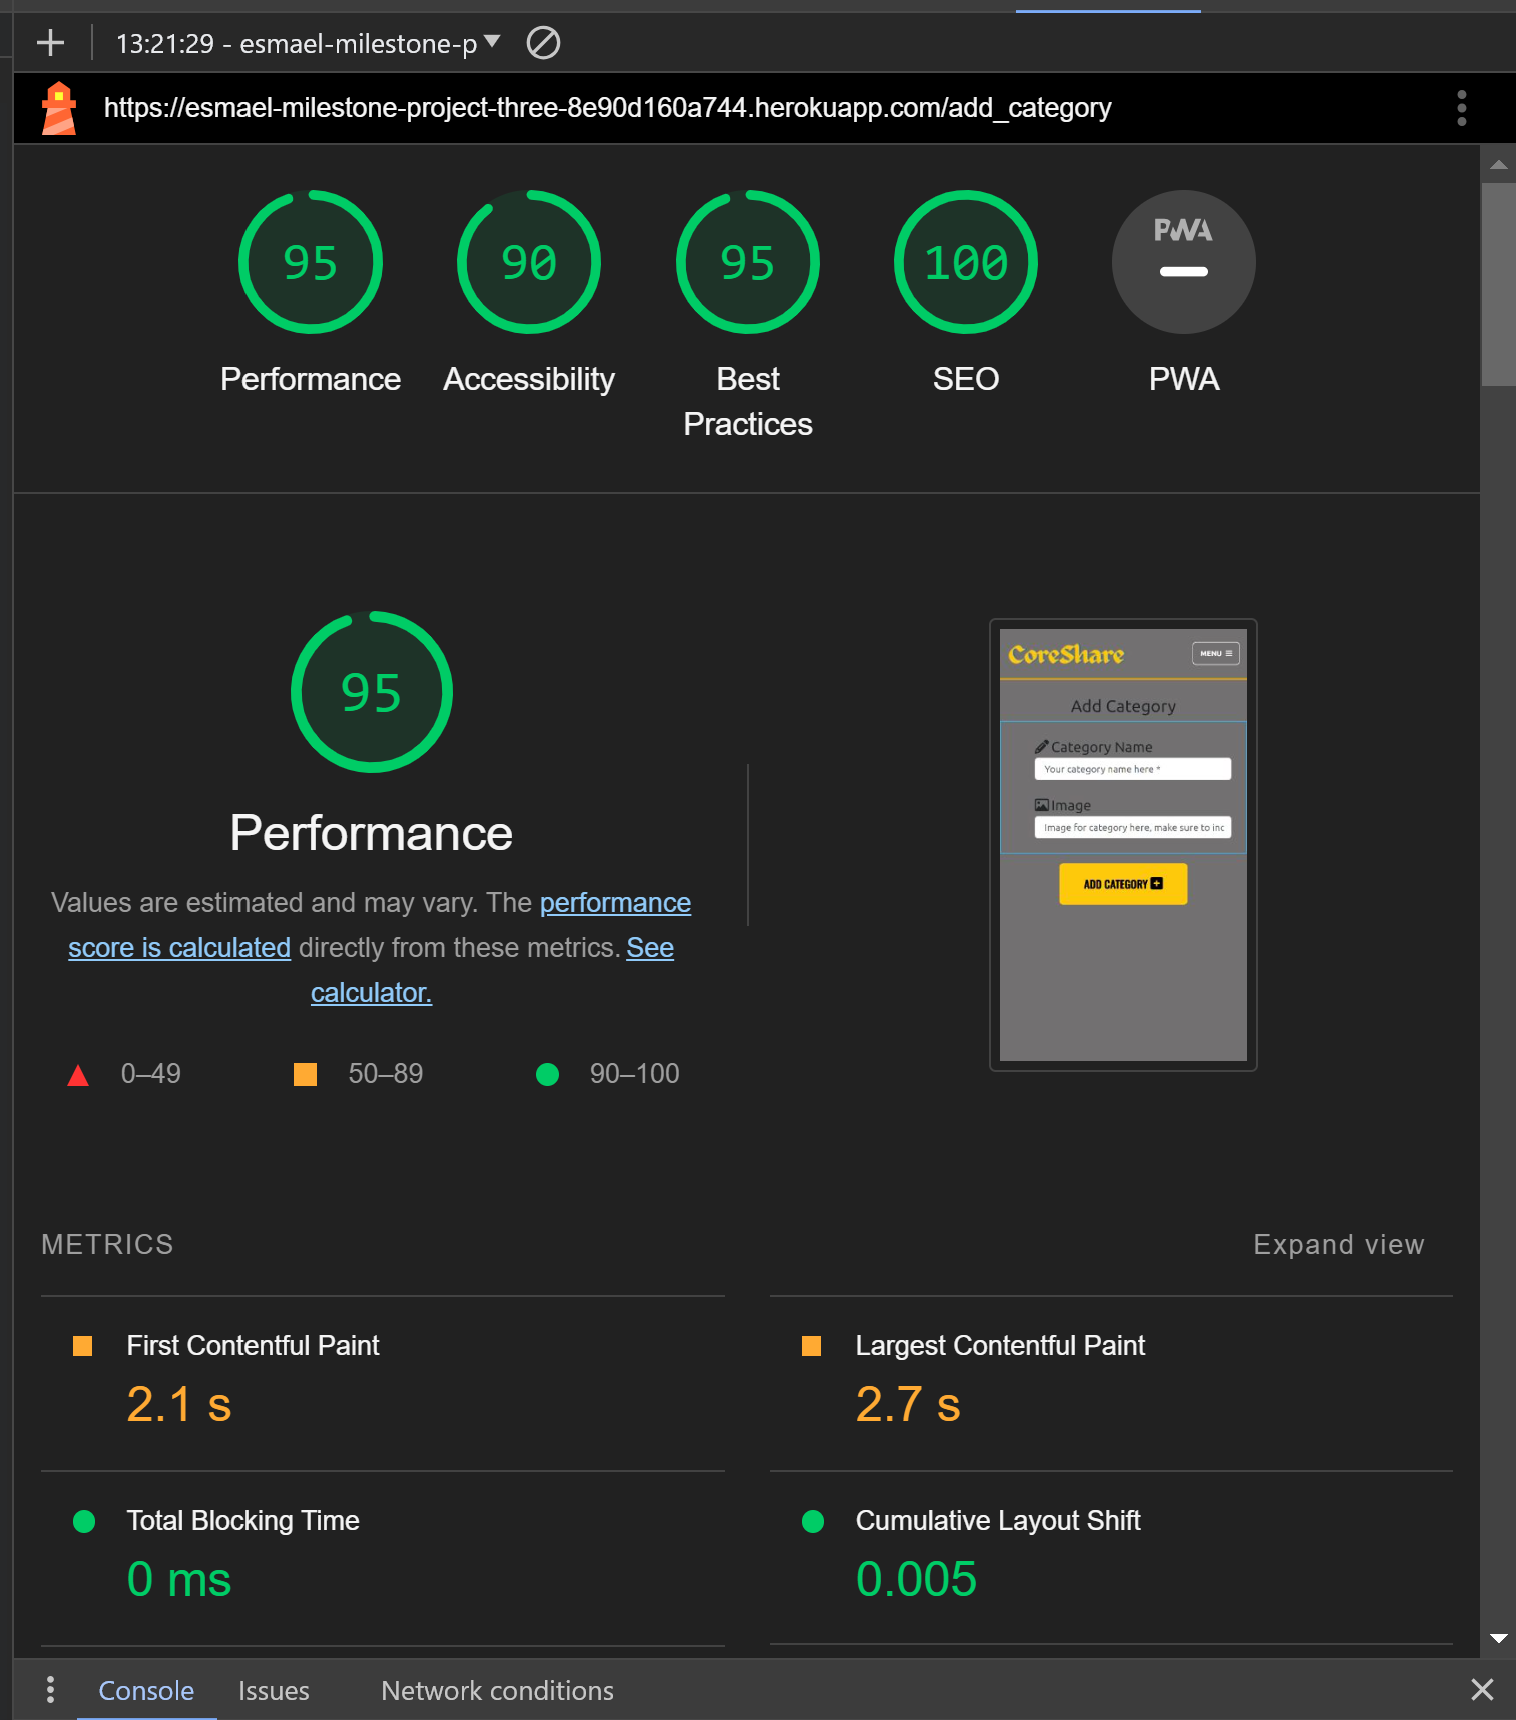 13:21:29 - esmael-milestone-p
https://esmael-milestone-project-three-8e90d160a744.herokuapp.com/add_category
95
90
95
100
PWA
Performance
Accessibility
Best
Practices
SEO
PWA
95
Performance
Values are estimated and may vary. The performance
score is calculated directly from these metrics. See
calculator.
0–49
50–89
90–100
CoreShare
MENU
Add Category
Category Name
Your category name here *
Image
Image for category here, make sure to inc
ADD CATEGORY
METRICS
Expand view
First Contentful Paint
2.1 s
Largest Contentful Paint
2.7 s
Total Blocking Time
0 ms
Cumulative Layout Shift
0.005
Console
Issues
Network conditions